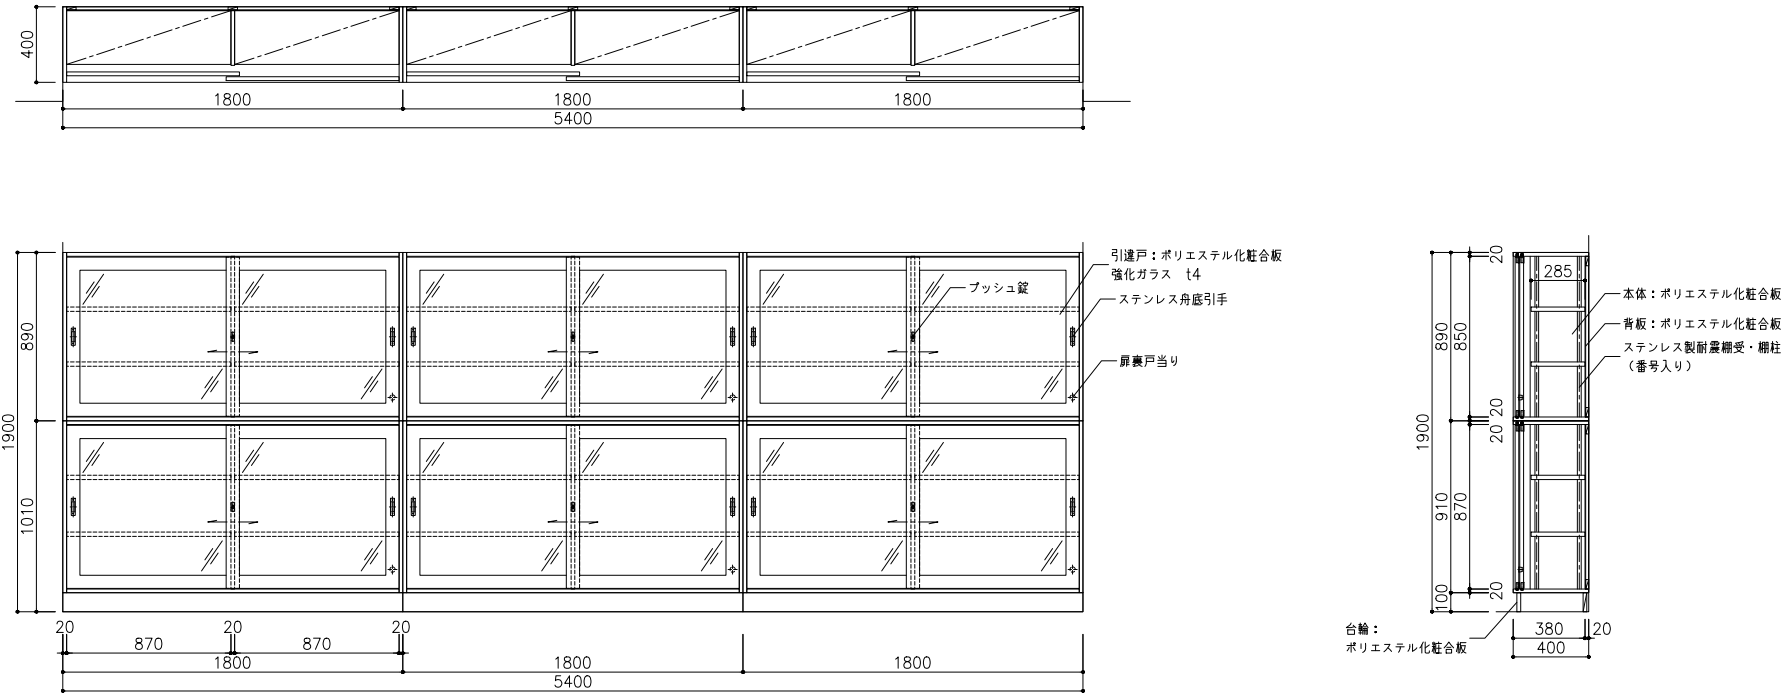 400
1800
1800
1800
5400
引違戸：ポリエステル化粧合板
強化ガラス　t4
ステンレス舟底引手
プッシュ錠
扉裏戸当り
1900
890
1010
20
870
20
870
20
1800
1800
1800
5400
20
285
890
850
20
20
1900
910
870
100
20
本体：ポリエステル化粧合板
背板：ポリエステル化粧合板
ステンレス製耐震棚受・棚柱
（番号入り）
台輪：
ポリエステル化粧合板
380
20
400